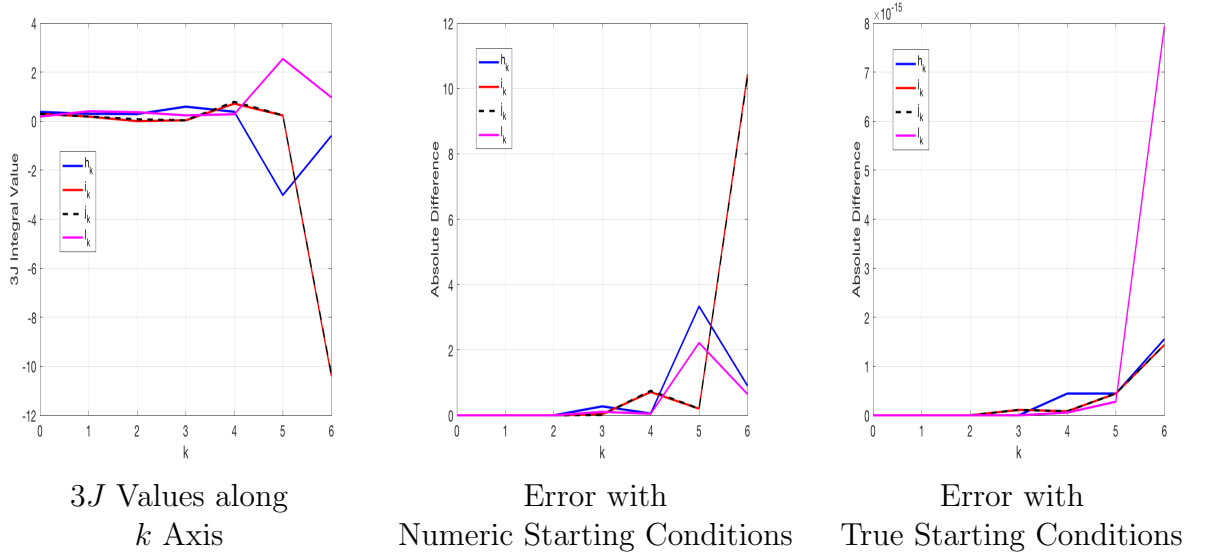 4
2
0
-2
-4
-6
-8
-10
-12
0 1 2 3 4 5 6
k
3J Integral Value
h_k
i_k
j_k
l_k
12
10
8
6
4
2
0
0 1 2 3 4 5 6
k
Absolute Difference
h_k
i_k
j_k
l_k
×10^-15
8
7
6
5
4
3
2
1
0
0 1 2 3 4 5 6
k
Absolute Difference
h_k
i_k
j_k
l_k
3J Values along
k Axis
Error with
Numeric Starting Conditions
Error with
True Starting Conditions